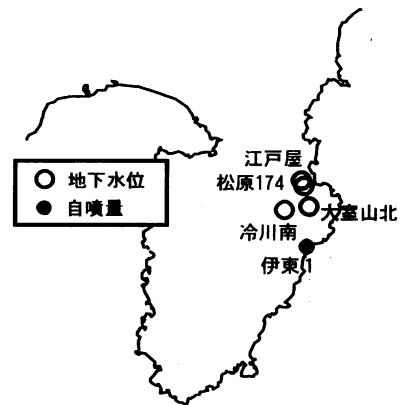 江戸屋
松原174
地下水位
自噴量
大室山北
冷川南
伊東1